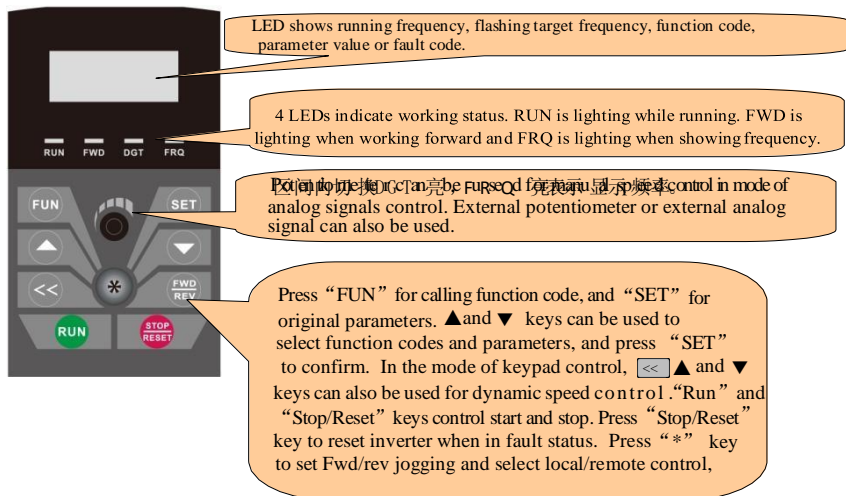 LED shows running frequency, flashing target frequency, function code,
parameter value or fault code.
4 LEDs indicate working status. RUN is lighting while running. FWD is
lighting when working forward and FRQ is lighting when showing frequency.
RUN FWD DGT FRQ
analog signals control. External potentiometer or external analog
signal can also be used.
FUN SET
<< * FWD
REV
RUN STOP
RESET
Press “FUN” for calling function code, and “SET” for
original parameters. ▲and ▼ keys can be used to
select function codes and parameters, and press “SET”
to confirm. In the mode of keypad control, << ▲ and ▼
keys can also be used for dynamic speed control.“Run” and
“Stop/Reset” keys control start and stop. Press “Stop/Reset”
key to reset inverter when in fault status. Press “*” key
to set Fwd/rev jogging and select local/remote control,